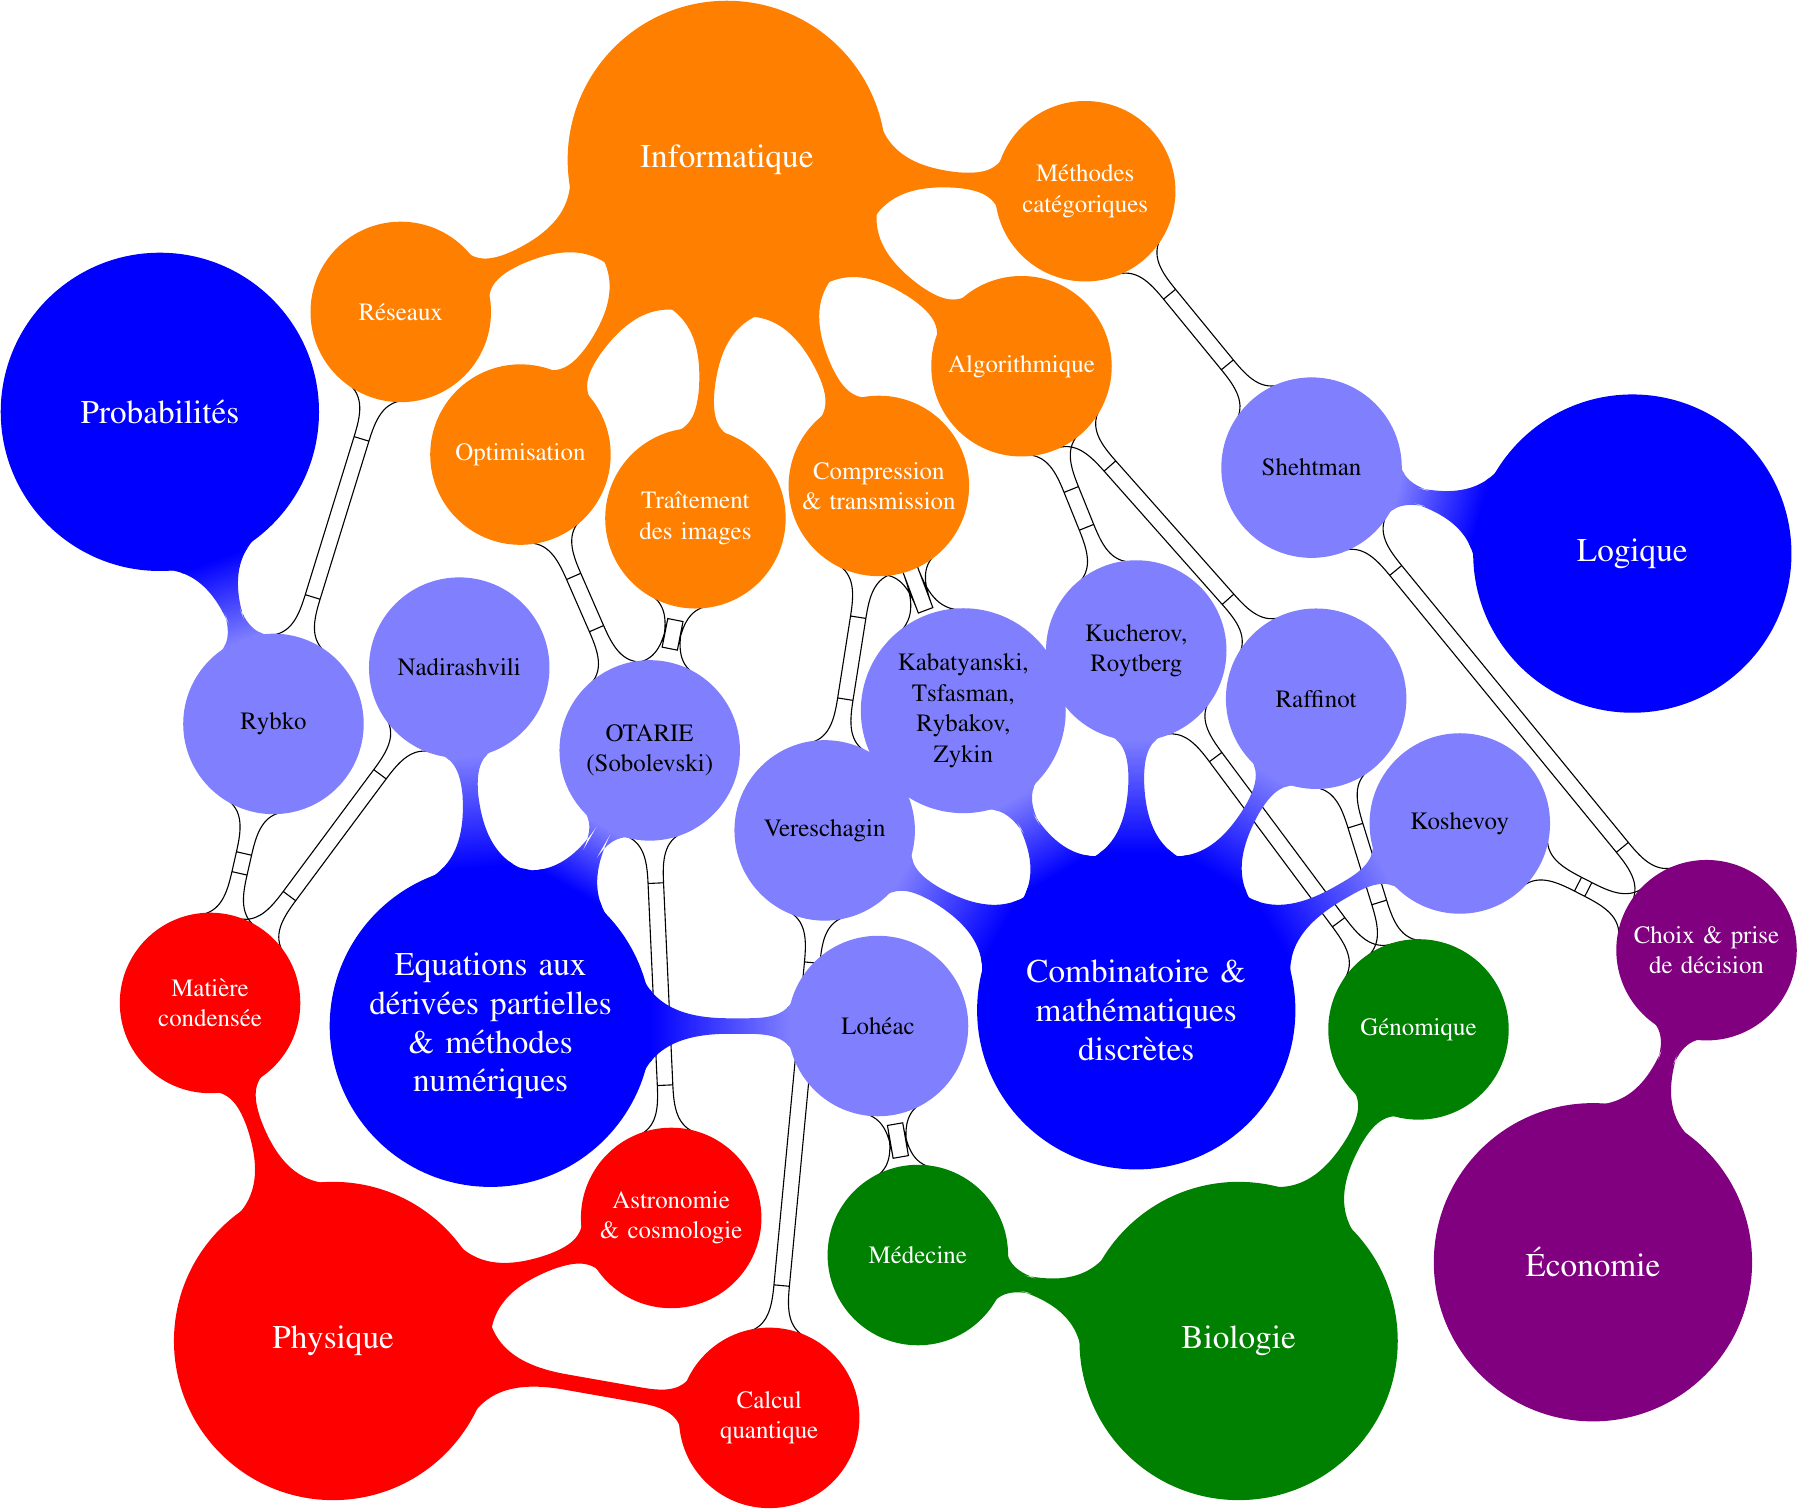 Informatique
Méthodes
catégoriques
Réseaux
Algorithmique
Probabilités
Optimisation
Traîtement
des images
Compression
& transmission
Shehtman
Logique
Nadirashvili
Rybko
OTARIE
(Sobolevski)
Kabatyanski,
Tsfasman,
Rybakov,
Zykin
Kucherov,
Roytberg
Raffinot
Vereschagin
Koshevoy
Choix & prise
de décision
Matière
condensée
Equations aux
dérivées partielles
& méthodes
numériques
Lohéac
Combinatoire &
mathématiques
discrètes
Génomique
Astronomie
& cosmologie
Médecine
Économie
Physique
Biologie
Calcul
quantique